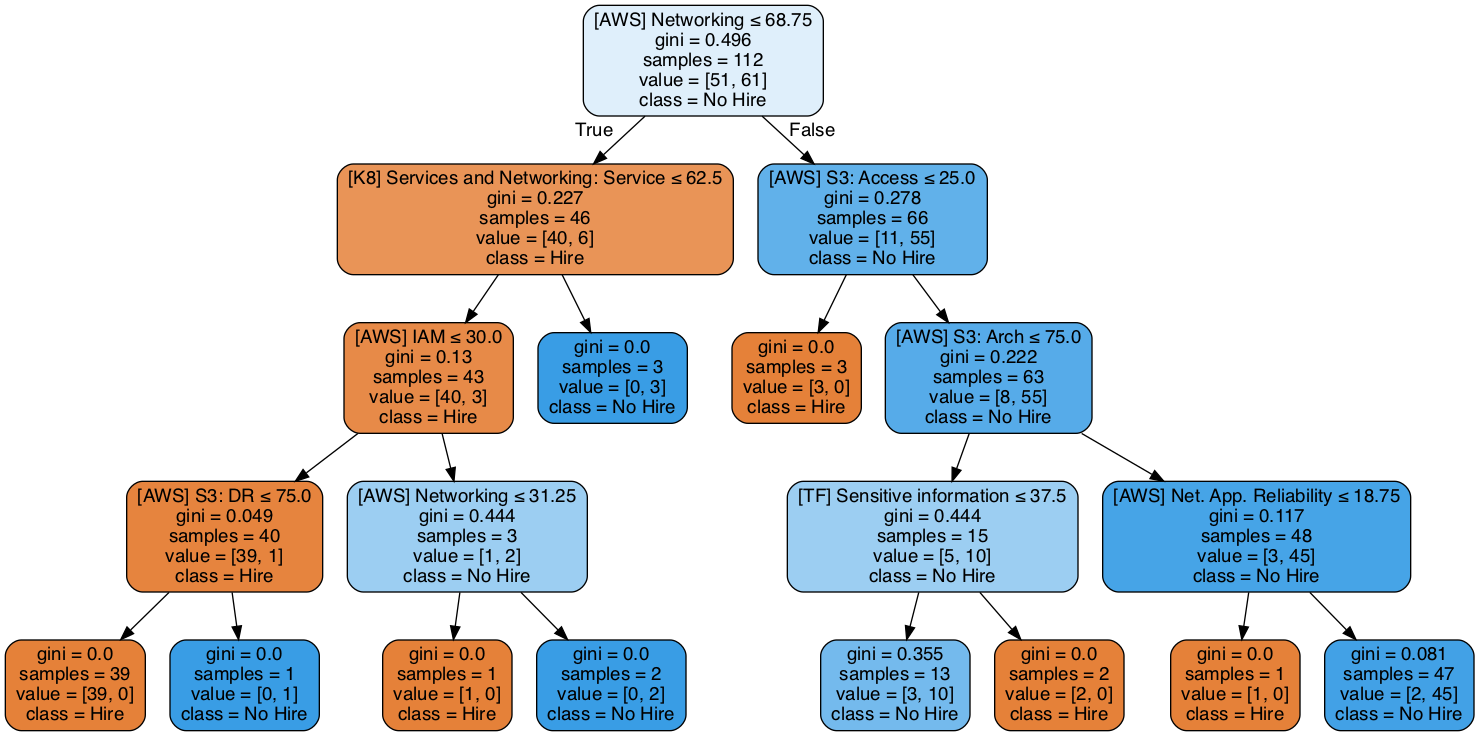 [AWS] Networking ≤ 68.75
gini = 0.496
samples = 112
value = [51, 61]
class = No Hire
True
False
[K8] Services and Networking: Service ≤ 62.5
gini = 0.227
samples = 46
value = [40, 6]
class = Hire
[AWS] S3: Access ≤ 25.0
gini = 0.278
samples = 66
value = [11, 55]
class = No Hire
[AWS] IAM ≤ 30.0
gini = 0.13
samples = 43
value = [40, 3]
class = Hire
gini = 0.0
samples = 3
value = [0, 3]
class = No Hire
gini = 0.0
samples = 3
value = [3, 0]
class = Hire
[AWS] S3: Arch ≤ 75.0
gini = 0.222
samples = 63
value = [8, 55]
class = No Hire
[AWS] S3: DR ≤ 75.0
gini = 0.049
samples = 40
value = [39, 1]
class = Hire
[AWS] Networking ≤ 31.25
gini = 0.444
samples = 3
value = [1, 2]
class = No Hire
[TF] Sensitive information ≤ 37.5
gini = 0.444
samples = 15
value = [5, 10]
class = No Hire
[AWS] Net. App. Reliability ≤ 18.75
gini = 0.117
samples = 48
value = [3, 45]
class = No Hire
gini = 0.0
samples = 39
value = [39, 0]
class = Hire
gini = 0.0
samples = 1
value = [0, 1]
class = No Hire
gini = 0.0
samples = 1
value = [1, 0]
class = Hire
gini = 0.0
samples = 2
value = [0, 2]
class = No Hire
gini = 0.355
samples = 13
value = [3, 10]
class = No Hire
gini = 0.0
samples = 2
value = [2, 0]
class = Hire
gini = 0.0
samples = 1
value = [1, 0]
class = Hire
gini = 0.081
samples = 47
value = [2, 45]
class = No Hire